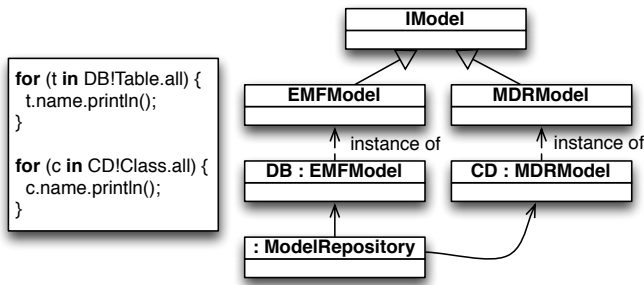 for (t in DB!Table.all) {
t.name.println();
}
for (c in CD!Class.all) {
c.name.println();
}
IModel
EMFModel
MDRModel
instance of
instance of
DB : EMFModel
CD : MDRModel
: ModelRepository